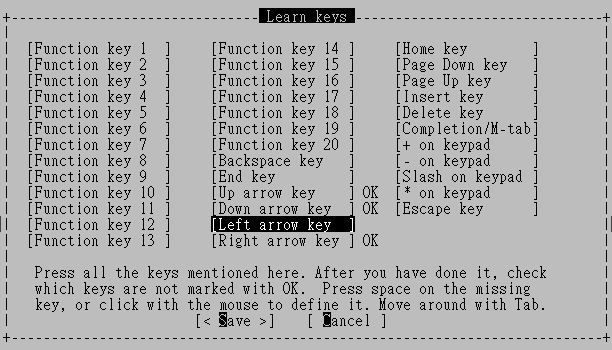 Learn keys
[Function key 1 ] [Function key 14 ] [Home key ]
[Function key 2 ] [Function key 15 ] [Page Down key ]
[Function key 3 ] [Function key 16 ] [Page Up key ]
[Function key 4 ] [Function key 17 ] [Insert key ]
[Function key 5 ] [Function key 18 ] [Delete key ]
[Function key 6 ] [Function key 19 ] [Completion/M-tab]
[Function key 7 ] [Function key 20 ] [+ on keypad ]
[Function key 8 ] [Backspace key ] [- on keypad ]
[Function key 9 ] [End key ] [Slash on keypad ]
[Function key 10 ] [Up arrow key ] OK [* on keypad ]
[Function key 11 ] [Down arrow key ] OK [Escape key ]
[Function key 12 ] [Left arrow key ]
[Function key 13 ] [Right arrow key ] OK
Press all the keys mentioned here. After you have done it, check
which keys are not marked with OK. Press space on the missing
key, or click with the mouse to define it. Move around with Tab.
[< Save >] [ Cancel ]